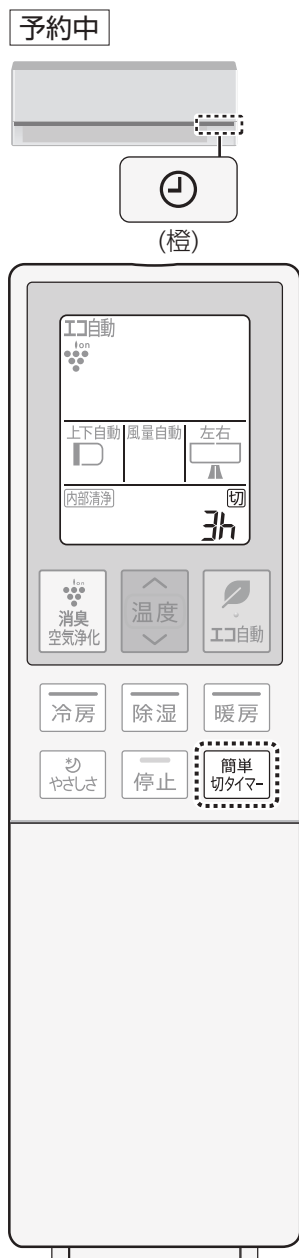 予約中
(橙)
エコ自動
ion
上下自動 風量自動 左右
内部清浄 切
3h
ion
消臭
空気浄化
温度
エコ自動
冷房 除湿 暖房
やさしさ
停止
簡単
切タイマー